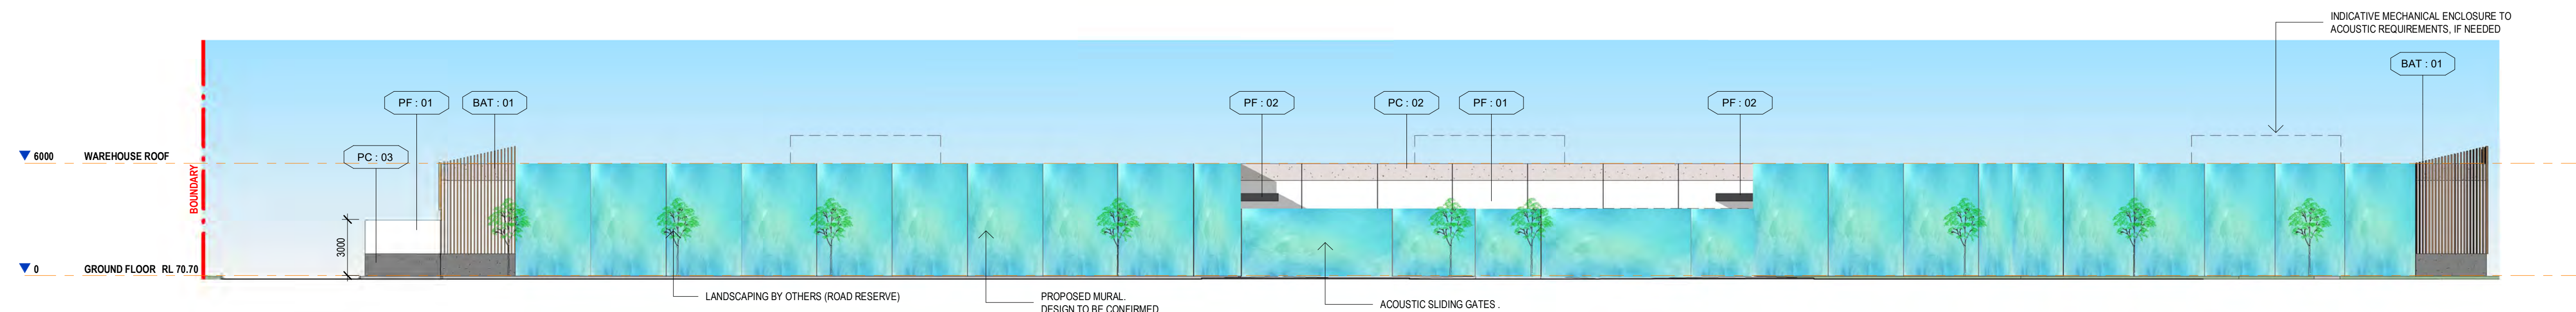 INDICATIVE MECHANICAL ENCLOSURE TO
ACOUSTIC REQUIREMENTS, IF NEEDED
BAT : 01
PF : 01
BAT : 01
PF : 02
PC : 02
PF : 01
PF : 02
6000 WAREHOUSE ROOF
PC : 03
BOUNDARY
3000
0 GROUND FLOOR RL 70.70
LANDSCAPING BY OTHERS (ROAD RESERVE)
PROPOSED MURAL.
DESIGN TO BE CONFIRMED
ACOUSTIC SLIDING GATES .